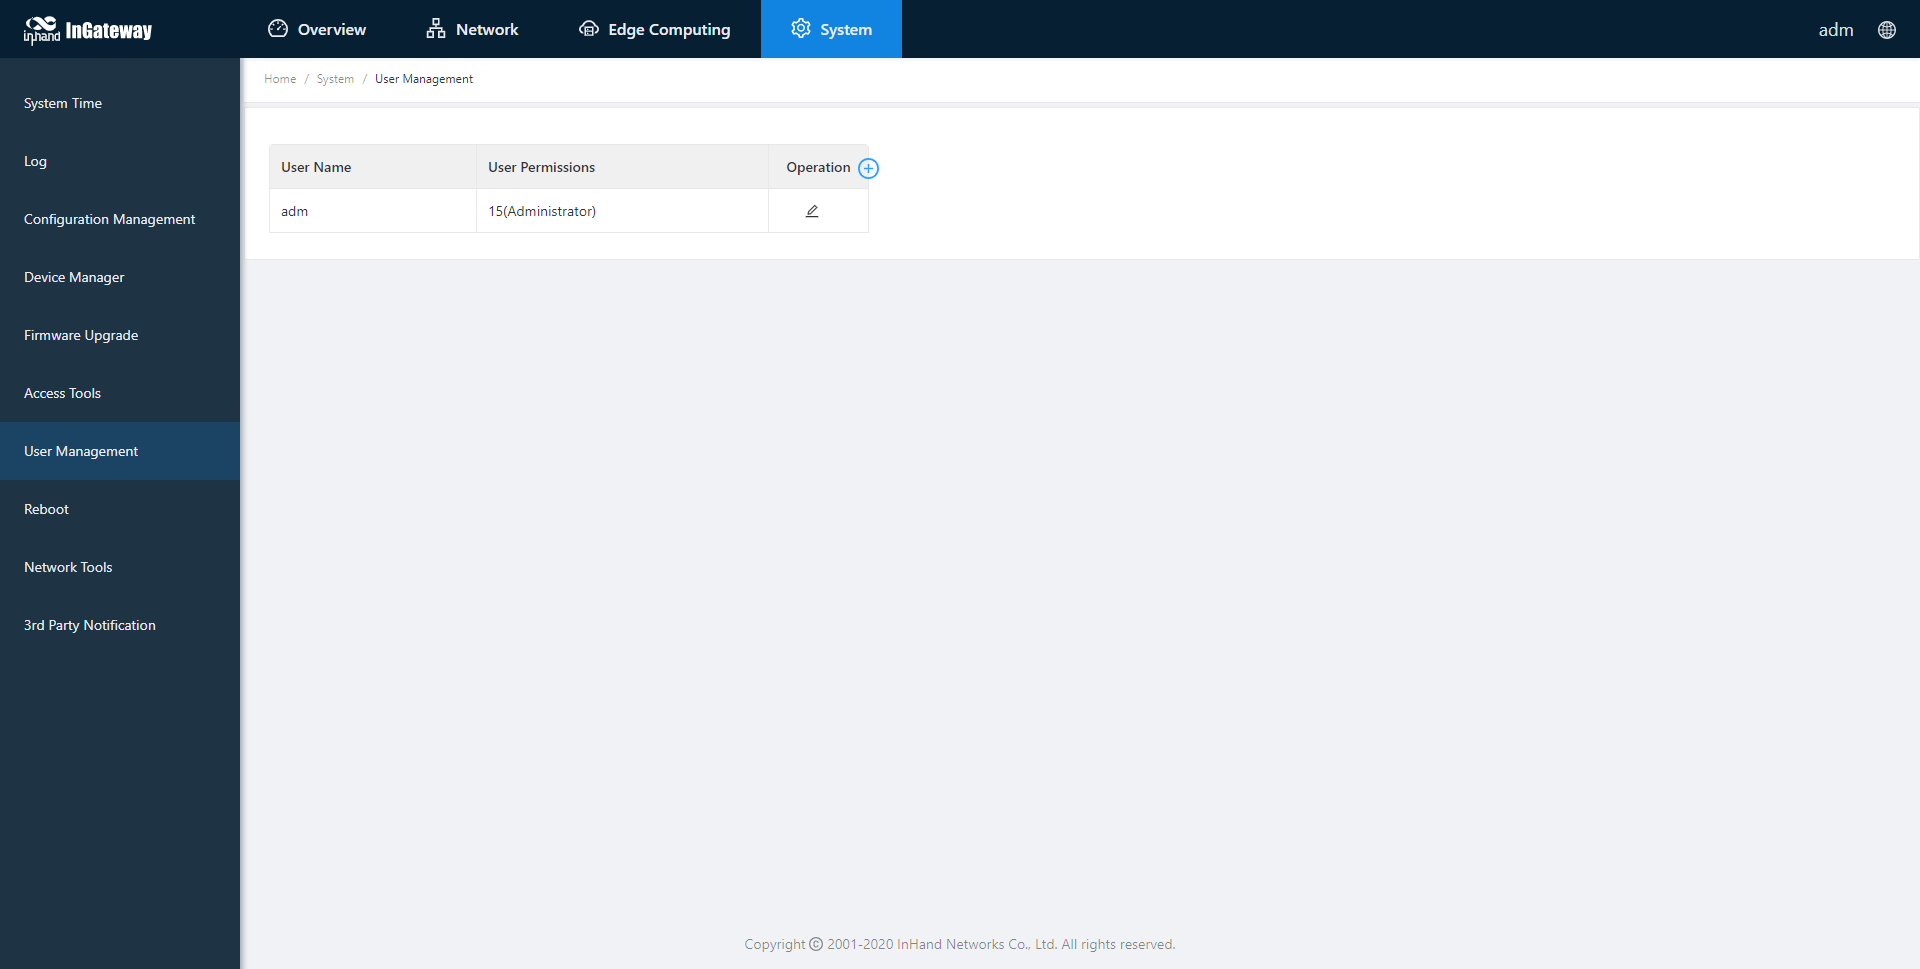 inhand InGateway Overview Network Edge Computing System adm
Home / System / User Management
System Time
Log
Configuration Management
Device Manager
Firmware Upgrade
Access Tools
User Management
Reboot
Network Tools
3rd Party Notification
User Name User Permissions Operation
adm 15(Administrator)
Copyright © 2001-2020 InHand Networks Co., Ltd. All rights reserved.